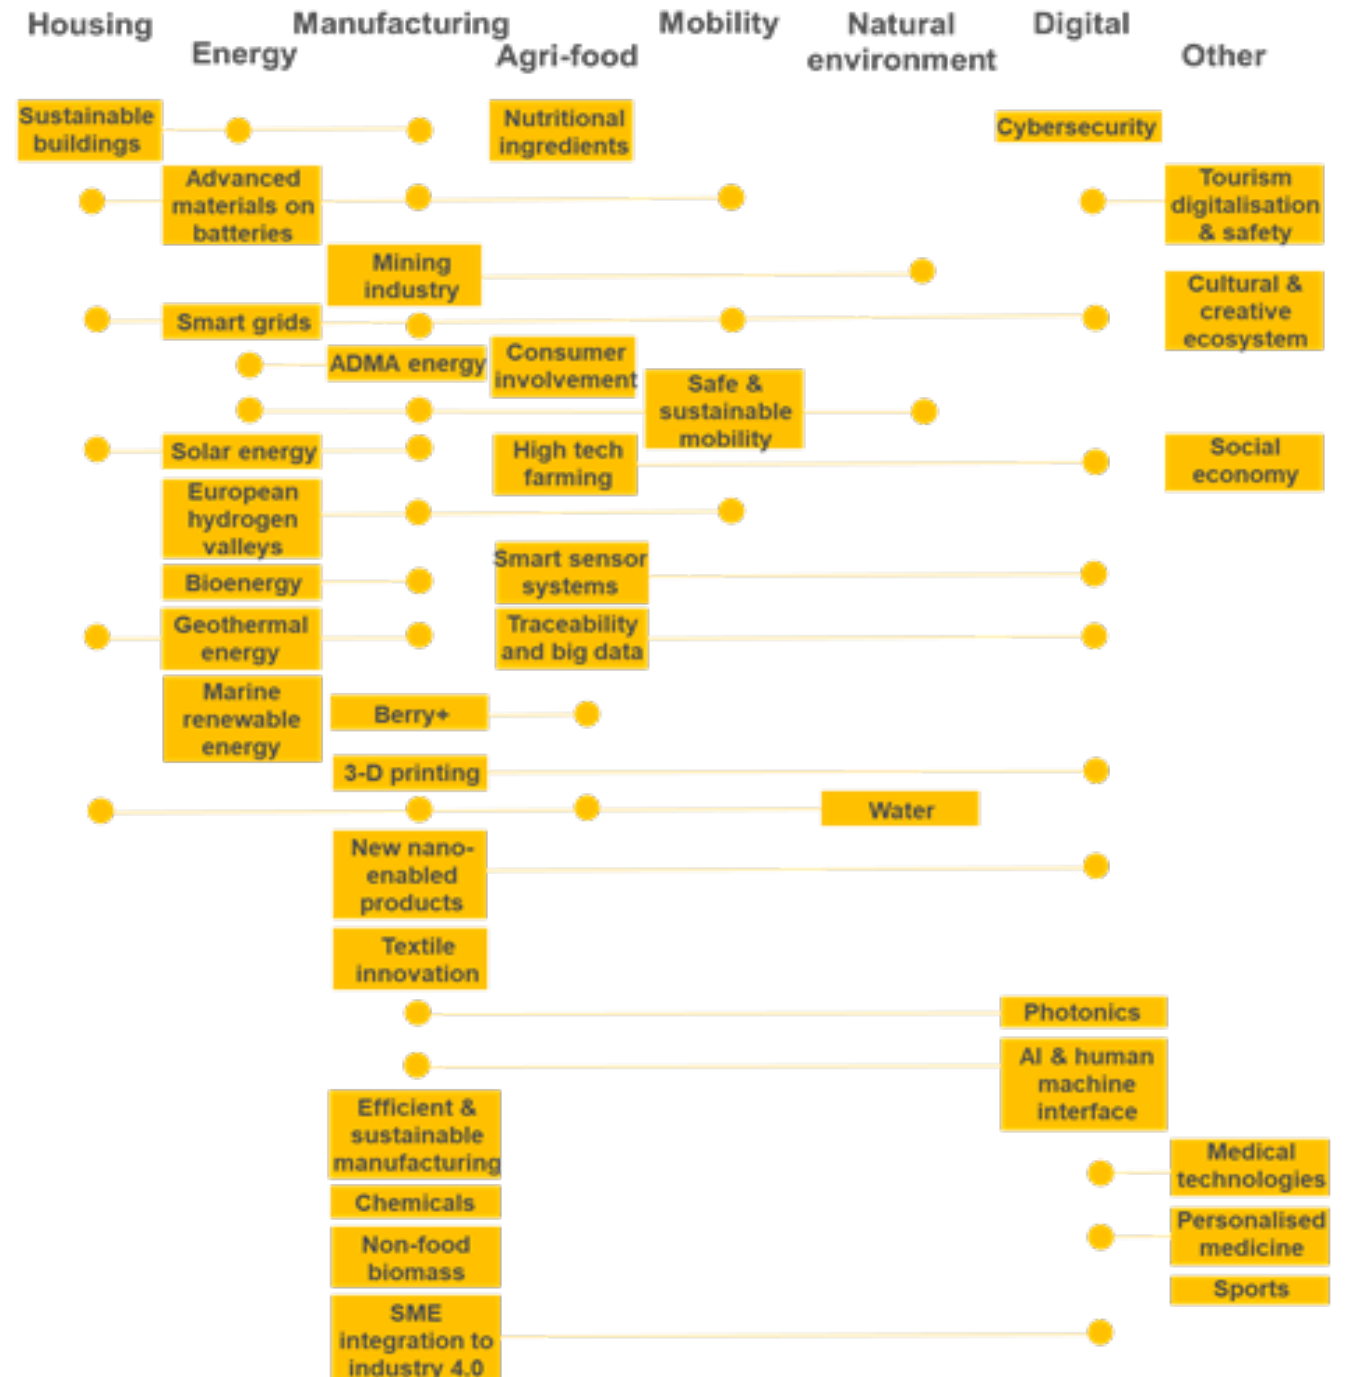 Housing
Energy
Manufacturing
Agri-food
Mobility
Natural
environment
Digital
Other
Sustainable
buildings
Nutritional
ingredients
Cybersecurity
Advanced
materials on
batteries
Tourism
digitalisation
& safety
Mining
industry
Cultural &
creative
ecosystem
Smart grids
ADMA energy
Consumer
involvement
Safe &
sustainable
mobility
Solar energy
High tech
farming
Social
economy
European
hydrogen
valleys
Bioenergy
Smart sensor
systems
Geothermal
energy
Traceability
and big data
Marine
renewable
energy
Berry+
3-D printing
Water
New nano-
enabled
products
Textile
innovation
Photonics
AI & human
machine
interface
Efficient &
sustainable
manufacturing
Medical
technologies
Chemicals
Personalised
medicine
Non-food
biomass
Sports
SME
integration to
industry 4.0